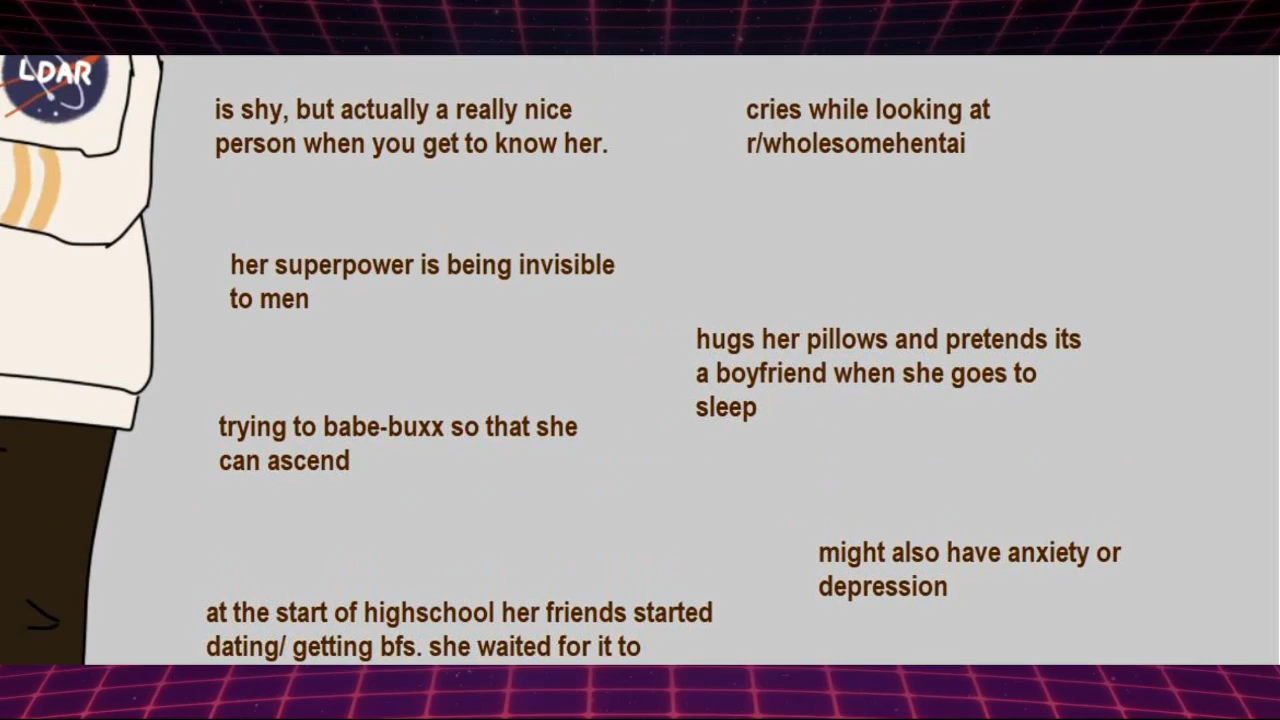 LDAR
is shy, but actually a really nice
person when you get to know her.
cries while looking at
r/wholesomehentai
her superpower is being invisible
to men
hugs her pillows and pretends its
a boyfriend when she goes to
sleep
trying to babe-buxx so that she
can ascend
might also have anxiety or
depression
at the start of highschool her friends started
dating/ getting bfs. she waited for it to